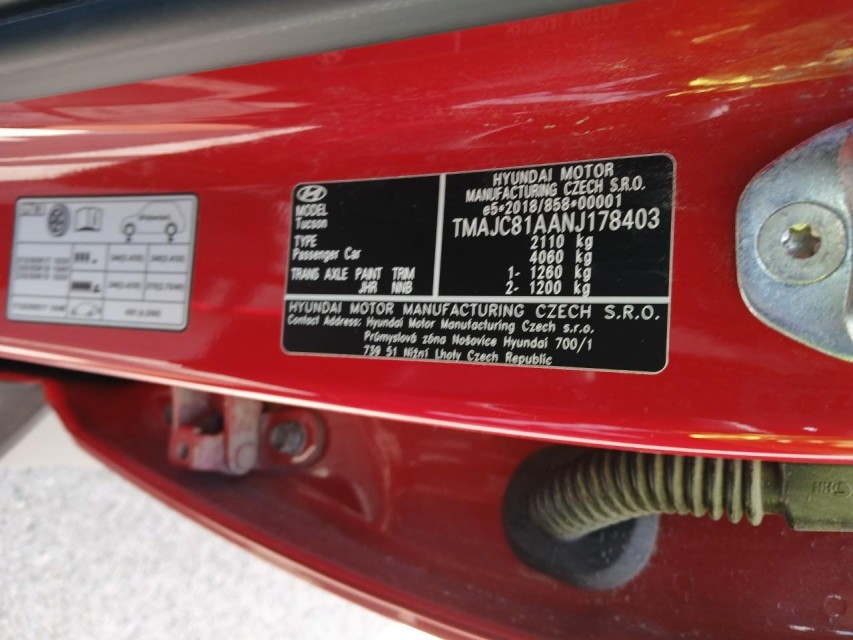 MODEL
Tucson
TYPE
Passenger Car
TRANS AXLE PAINT TRIM
JHR NNB
HYUNDAI MOTOR
MANUFACTURING CZECH S.R.O.
e5*2018/858*00001
TMAJC81AANJ178403
2110 kg
4060 kg
1- 1260 kg
2- 1200 kg
HYUNDAI MOTOR MANUFACTURING CZECH S.R.O.
Contact Address: Hyundai Motor Manufacturing Czech s.r.o.
Průmyslová zóna Nošovice Hyundai 700/1
739 51 Nižní Lhoty Czech Republic